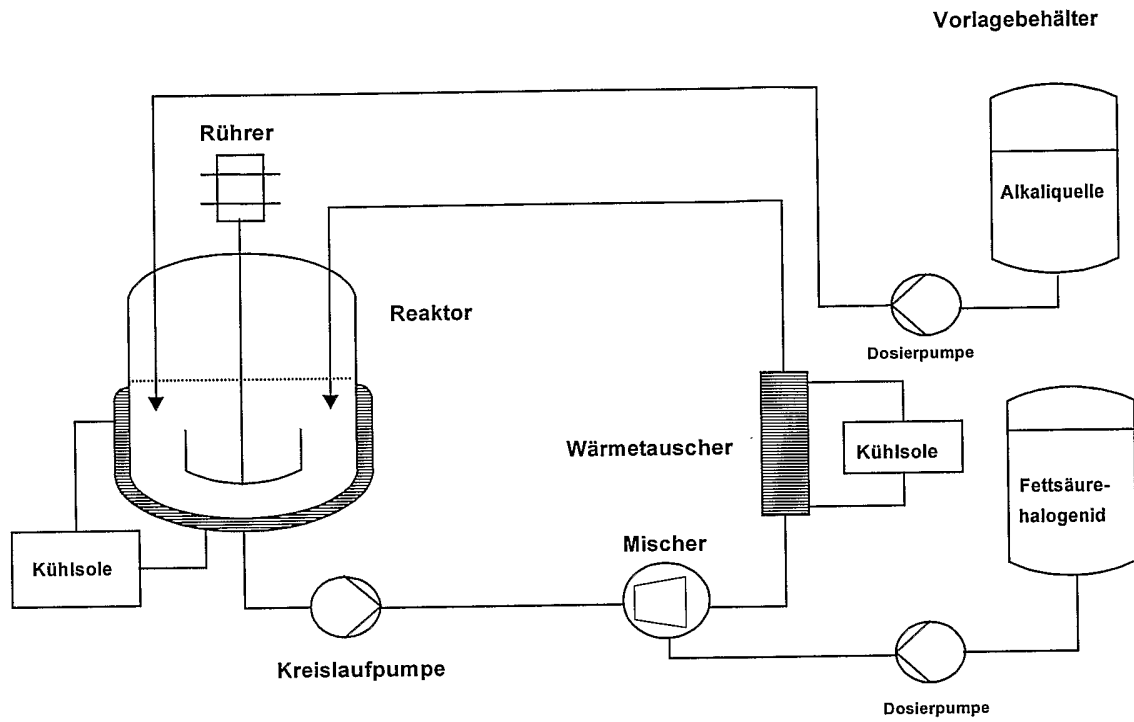 Vorlagebehälter
Rührer
Alkaliquelle
Reaktor
Dosierpumpe
Wärmetauscher
Kühlsole
Fettsäure-
halogenid
Mischer
Kühlsole
Kreislaufpumpe
Dosierpumpe